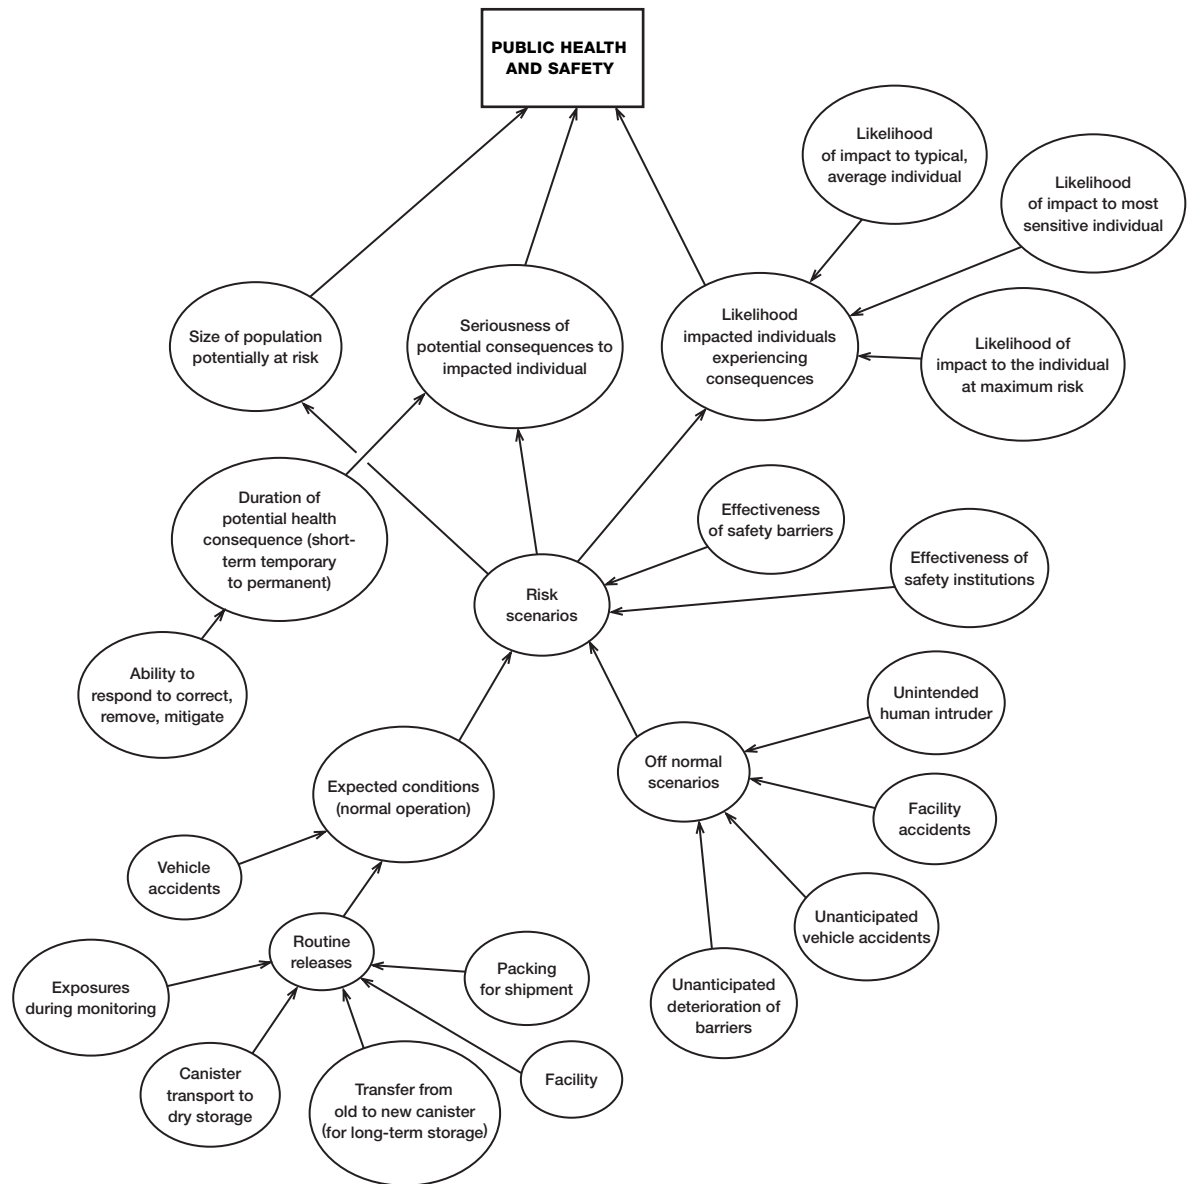 PUBLIC HEALTH
AND SAFETY
Likelihood
of impact to typical,
average individual
Likelihood
of impact to most
sensitive individual
Size of population
potentially at risk
Seriousness of
potential consequences to
impacted individual
Likelihood
impacted individuals
experiencing
consequences
Likelihood of
impact to the individual
at maximum risk
Duration of
potential health
consequence (short-
term temporary
to permanent)
Effectiveness
of safety barriers
Effectiveness of
safety institutions
Risk
scenarios
Ability to
respond to correct,
remove, mitigate
Unintended
human intruder
Expected conditions
(normal operation)
Off normal
scenarios
Facility
accidents
Vehicle
accidents
Unanticipated
vehicle accidents
Routine
releases
Exposures
during monitoring
Packing
for shipment
Unanticipated
deterioration of
barriers
Canister
transport to
dry storage
Transfer from
old to new canister
(for long-term storage)
Facility